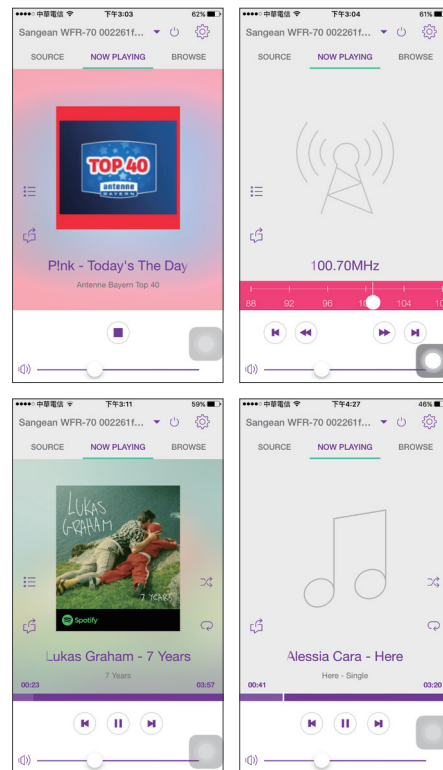 中華電信 下午3:03 62%
Sangean WFR-70 002261f...
SOURCE NOW PLAYING BROWSE
TOP 40
antenne
BAYERN
P!nk - Today's The Day
Antenne Bayern Top 40
中華電信 下午3:04 61%
Sangean WFR-70 002261f...
SOURCE NOW PLAYING BROWSE
100.70MHz
88 92 96 10 104 10
中華電信 下午3:11 59%
Sangean WFR-70 002261f...
SOURCE NOW PLAYING BROWSE
LUKAS
GRAHAM
7 YEARS
Spotify
Lukas Graham - 7 Years
7 Years
00:23 03:57
中華電信 下午4:27 46%
Sangean WFR-70 002261f...
SOURCE NOW PLAYING BROWSE
Alessia Cara - Here
Here - Single
00:41 03:20